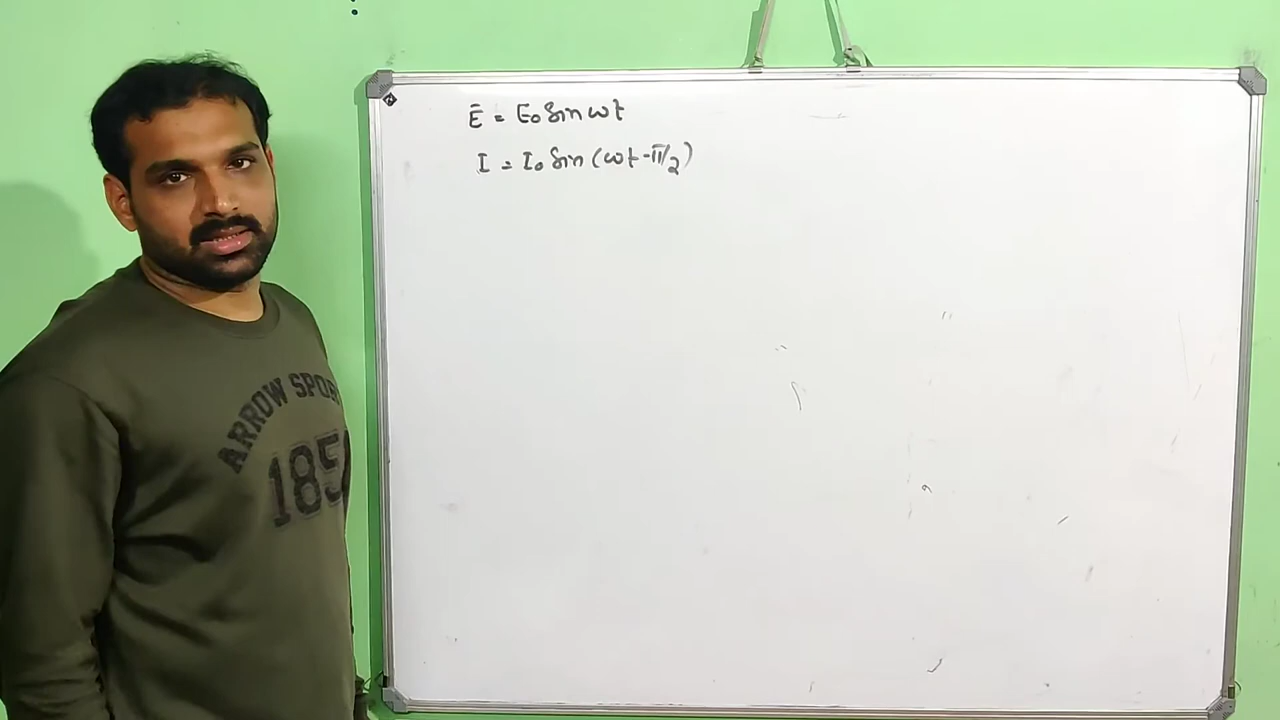 E = E₀ Sin ωt
I = I₀ Sin (ωt - π/2)
ARROW SPOR
185